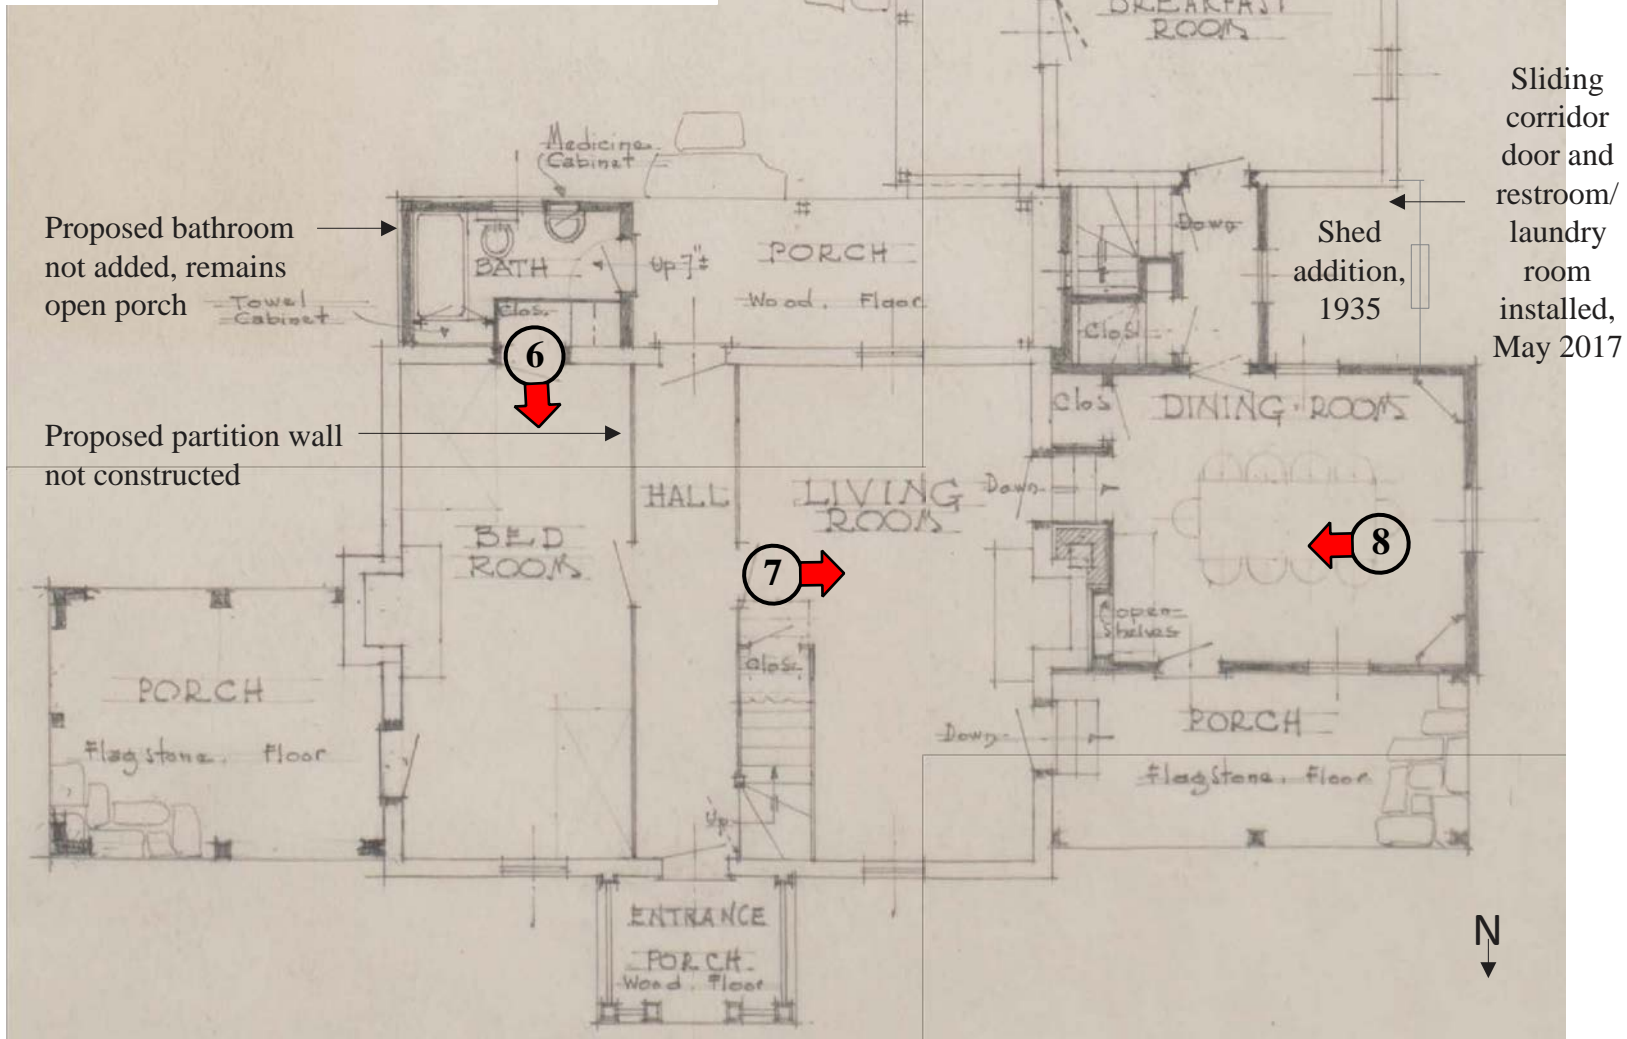 BREAKFAST
ROOM
Sliding
corridor
door and
restroom/
laundry
room
installed,
May 2017
Medicine
Cabinet
Proposed bathroom
not added, remains
open porch
BATH
Up 7"±
PORCH
Wood. Floor
Down
Shed
addition,
1935
Towel
Cabinet
Clos.
Clos
6
Proposed partition wall
not constructed
Clos
DINING ROOM
HALL
LIVING
ROOM
Down
BED
ROOM
7
8
Open
Shelves
Clos.
PORCH
Flagstone. Floor
Up
Down
PORCH
Flagstone. Floor
ENTRANCE
PORCH
Wood. Floor
N